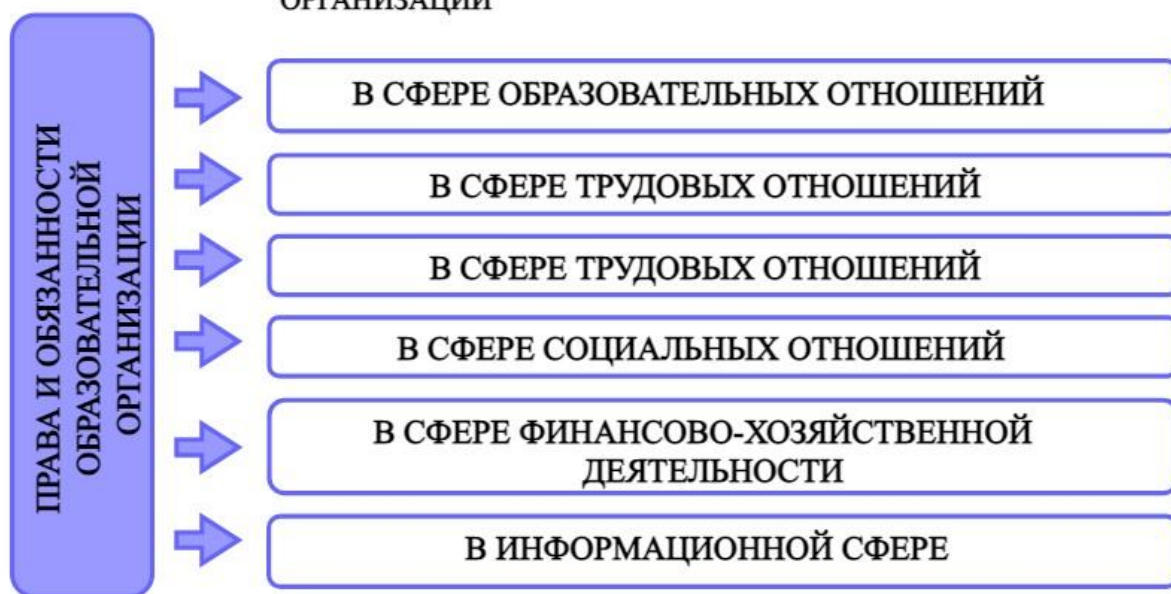 ОРГАНИЗАЦИИ
ПРАВА И ОБЯЗАННОСТИ
ОБРАЗОВАТЕЛЬНОЙ
ОРГАНИЗАЦИИ
В СФЕРЕ ОБРАЗОВАТЕЛЬНЫХ ОТНОШЕНИЙ
В СФЕРЕ ТРУДОВЫХ ОТНОШЕНИЙ
В СФЕРЕ ТРУДОВЫХ ОТНОШЕНИЙ
В СФЕРЕ СОЦИАЛЬНЫХ ОТНОШЕНИЙ
В СФЕРЕ ФИНАНСОВО-ХОЗЯЙСТВЕННОЙ
ДЕЯТЕЛЬНОСТИ
В ИНФОРМАЦИОННОЙ СФЕРЕ